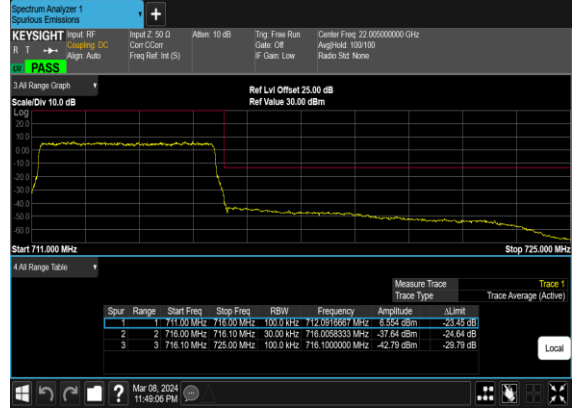 Spectrum Analyzer 1
Spurious Emissions
+
KEYSIGHT Input: RF Input Z: 50 Ω Atten: 10 dB Trig: Free Run Center Freq: 22.005000000 GHz
R T Coupling: DC Corr CCorr Gate: Off Avg|Hold: 100/100
Align: Auto Freq Ref: Int (S) IF Gain: Low Radio Std: None
PASS
3 All Range Graph
Ref Lvl Offset 25.00 dB
Scale/Div 10.0 dB Ref Value 30.00 dBm
Log
20.0
10.0
0.00
-10.0
-20.0
-30.0
-40.0
-50.0
-60.0
Start 711.000 MHz Stop 725.000 MHz
4 All Range Table
Measure Trace Trace 1
Trace Type Trace Average (Active)
Spur Range Start Freq Stop Freq RBW Frequency Amplitude ΔLimit
1 1 711.00 MHz 716.00 MHz 100.0 kHz 712.0916667 MHz 6.554 dBm -23.45 dB
2 2 716.00 MHz 716.10 MHz 30.00 kHz 716.0058333 MHz -37.64 dBm -24.64 dB
3 3 716.10 MHz 725.00 MHz 100.0 kHz 716.1000000 MHz -42.79 dBm -29.79 dB
Local
? Mar 08, 2024
11:49:06 PM